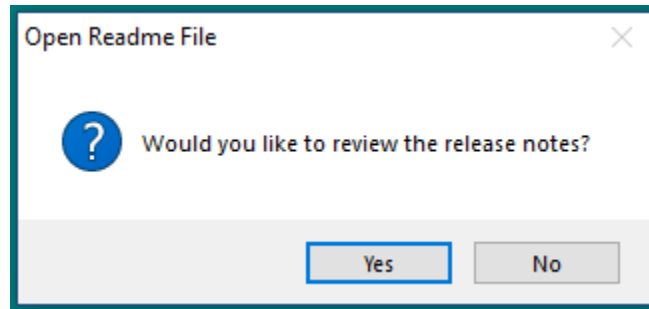 Open Readme File
Would you like to review the release notes?
Yes
No